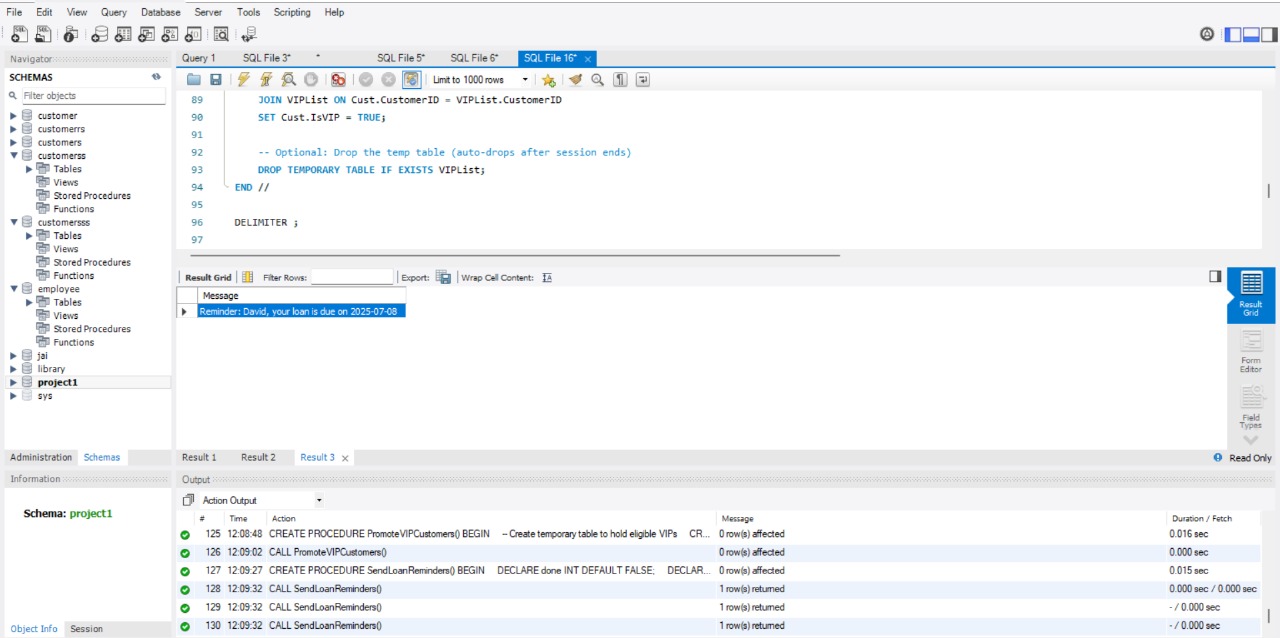 File Edit View Query Database Server Tools Scripting Help
Navigator
SCHEMAS
Filter objects
customer
customerrs
customers
customerss
Tables
Views
Stored Procedures
Functions
customersss
Tables
Views
Stored Procedures
Functions
employee
Tables
Views
Stored Procedures
Functions
jai
library
project1
sys
Administration Schemas
Information
Schema: project1
Object Info Session
Query 1 SQL File 3* * SQL File 5* SQL File 6* SQL File 16*
Limit to 1000 rows
89 JOIN VIPList ON Cust.CustomerID = VIPList.CustomerID
90 SET Cust.IsVIP = TRUE;
91
92 -- Optional: Drop the temp table (auto-drops after session ends)
93 DROP TEMPORARY TABLE IF EXISTS VIPList;
94 END //
95
96 DELIMITER ;
97
Result Grid Filter Rows: Export: Wrap Cell Content: IA
Message
Reminder: David, your loan is due on 2025-07-08
Result Grid
Form Editor
Field Types
Result 1 Result 2 Result 3 Read Only
Output
Action Output
# Time Action Message Duration / Fetch
125 12:08:48 CREATE PROCEDURE PromoteVIPCustomers() BEGIN -- Create temporary table to hold eligible VIPs CR... 0 row(s) affected 0.016 sec
126 12:09:02 CALL PromoteVIPCustomers() 0 row(s) affected 0.000 sec
127 12:09:27 CREATE PROCEDURE SendLoanReminders() BEGIN DECLARE done INT DEFAULT FALSE; DECLAR... 0 row(s) affected 0.015 sec
128 12:09:32 CALL SendLoanReminders() 1 row(s) returned 0.000 sec / 0.000 sec
129 12:09:32 CALL SendLoanReminders() 1 row(s) returned - / 0.000 sec
130 12:09:32 CALL SendLoanReminders() 1 row(s) returned - / 0.000 sec